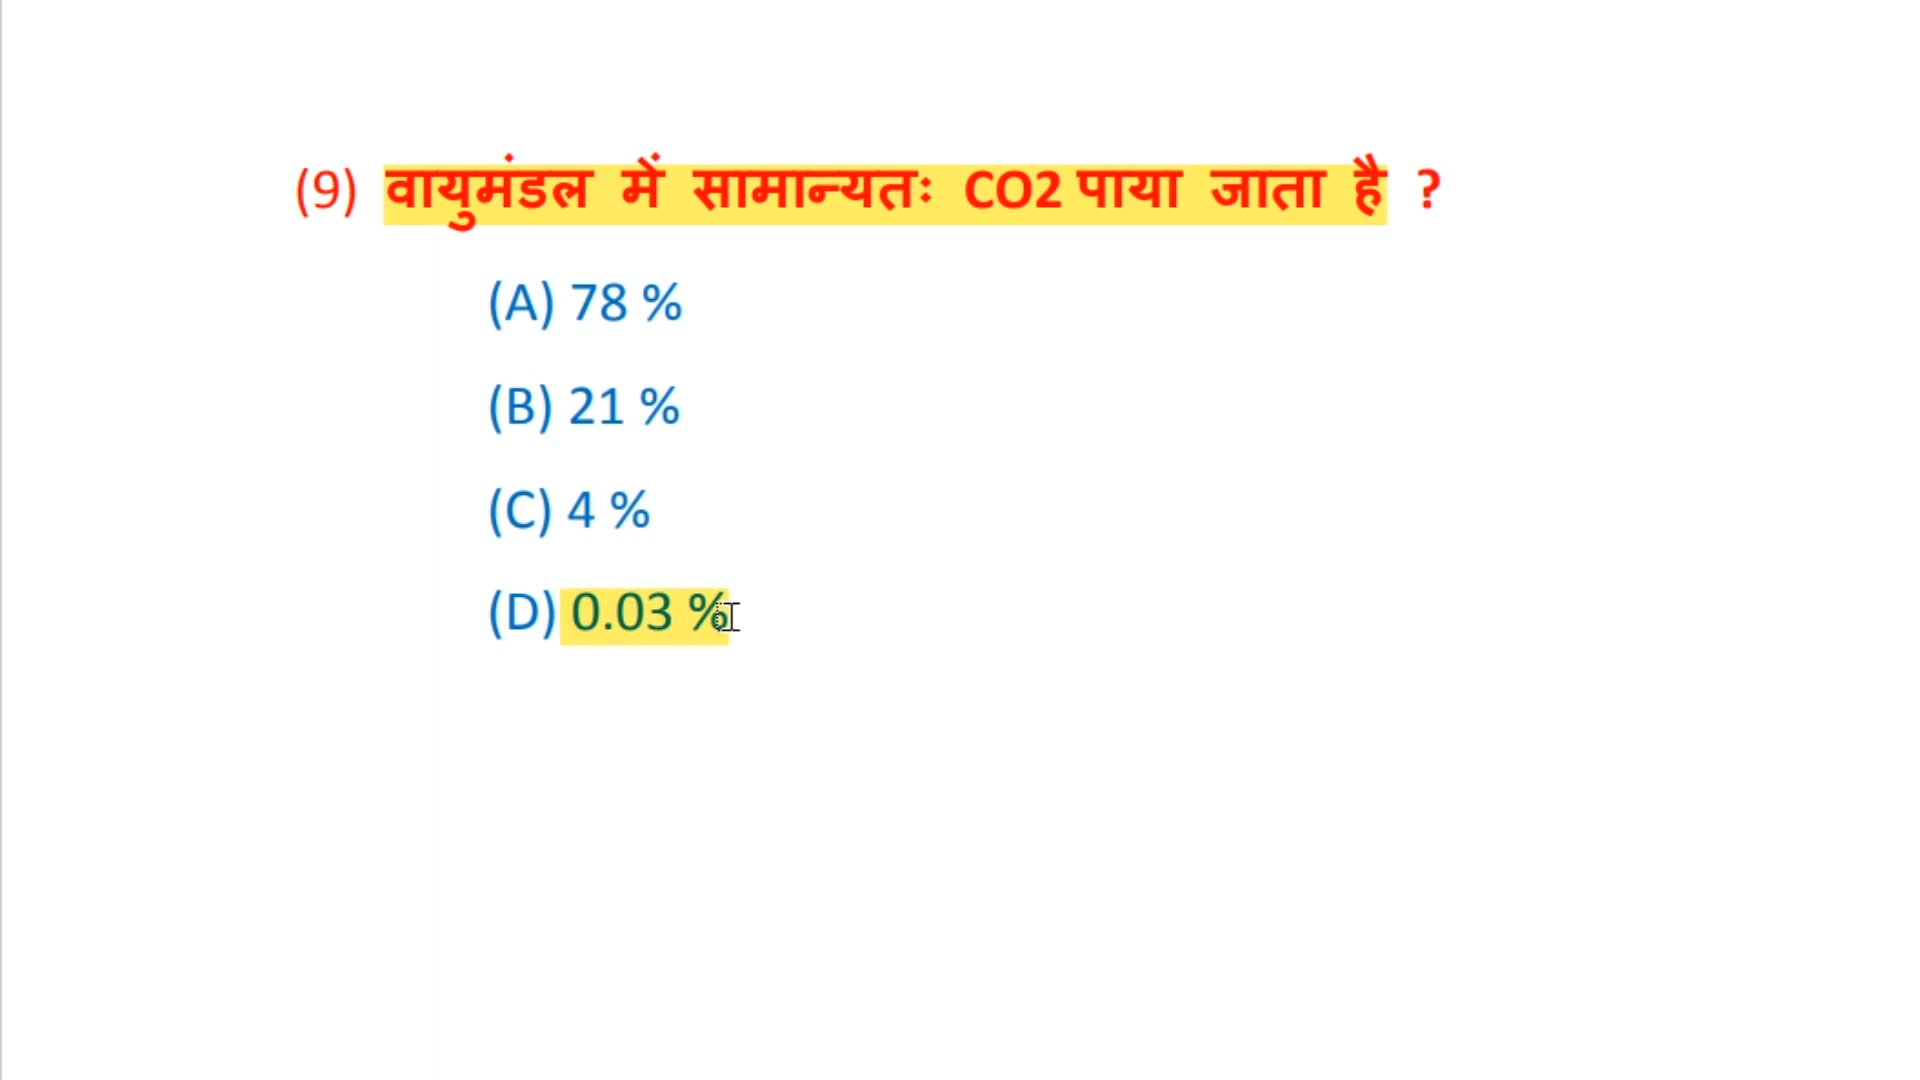 (9) वायुमंडल में सामान्यतः CO2 पाया जाता है ?
(A) 78 %
(B) 21 %
(C) 4 %
(D) 0.03 %